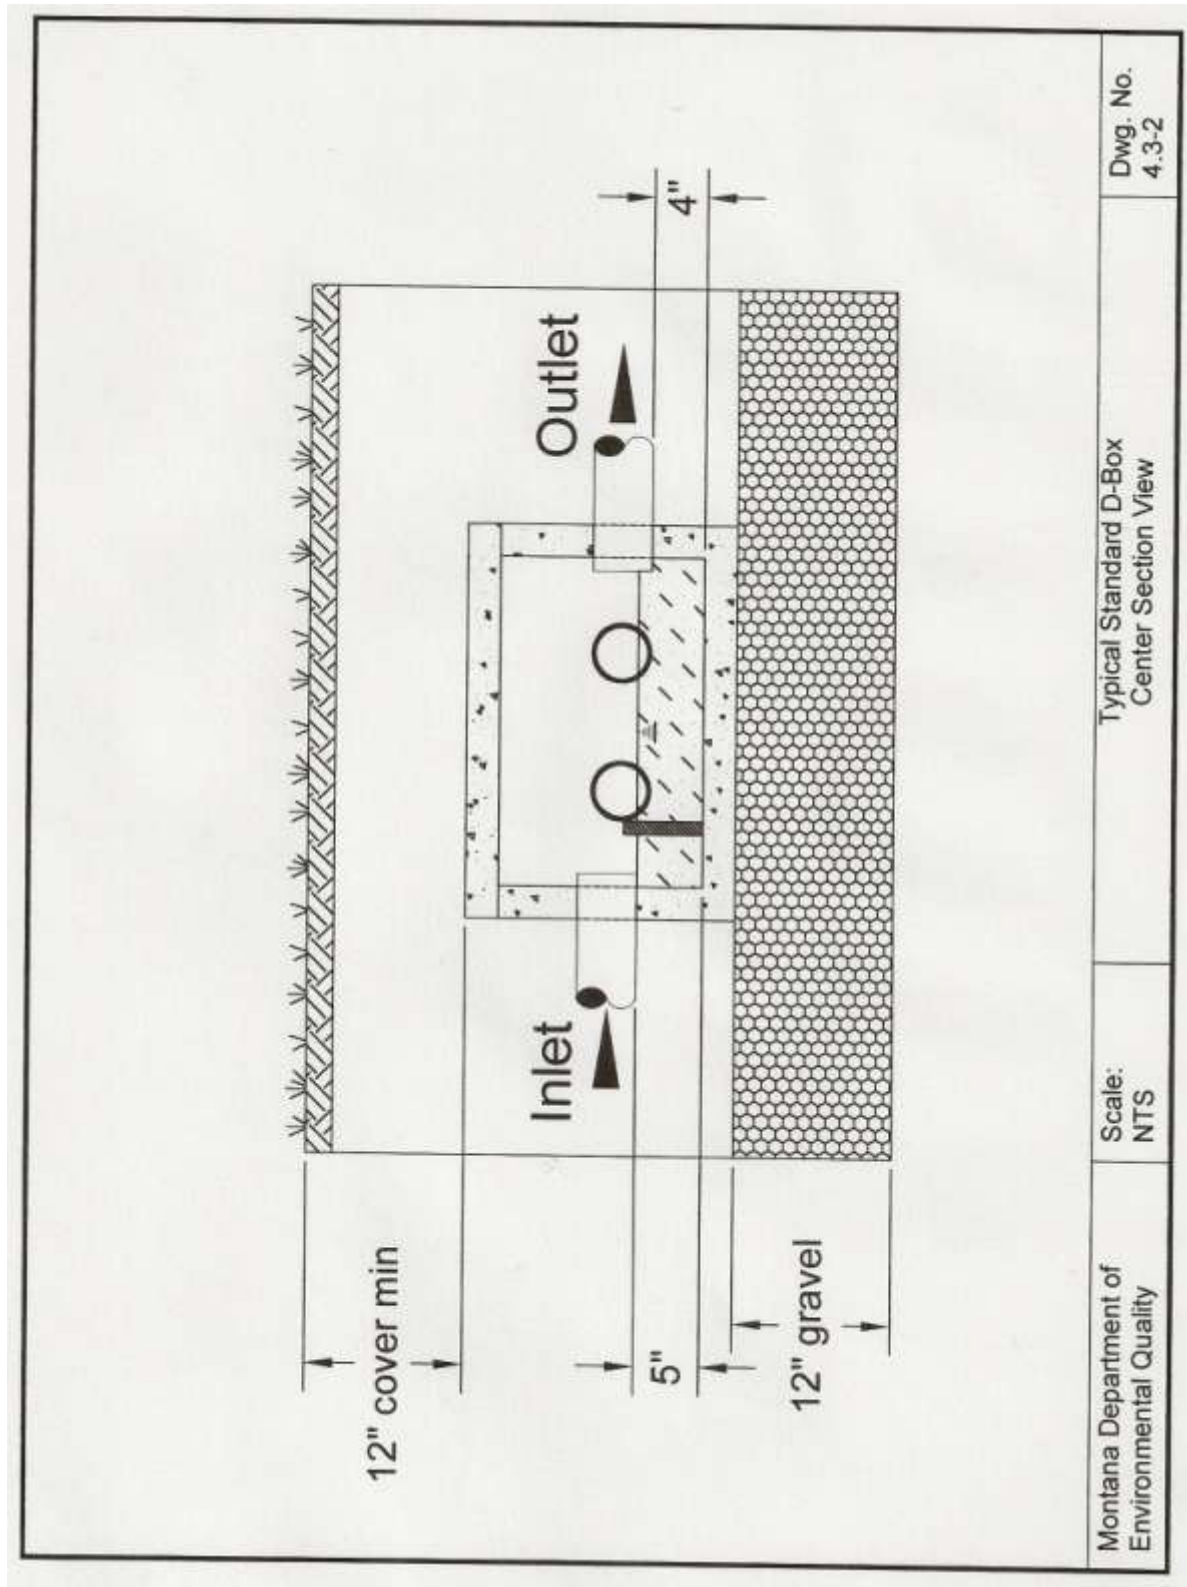 12" cover min
Inlet
Outlet
5"
4"
12" gravel
Montana Department of
Environmental Quality
Scale:
NTS
Typical Standard D-Box
Center Section View
Dwg. No.
4.3-2